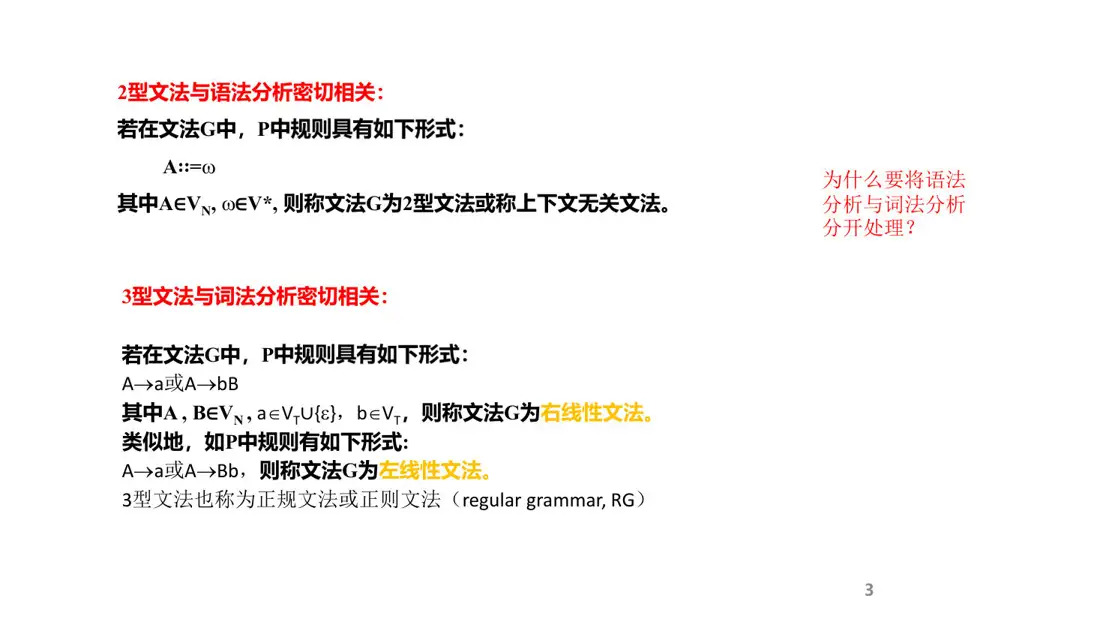 2型文法与语法分析密切相关：
若在文法G中，P中规则具有如下形式：
A::=ω
其中A∈VN, ω∈V*, 则称文法G为2型文法或称上下文无关文法。
为什么要将语法
分析与词法分析
分开处理？
3型文法与词法分析密切相关：
若在文法G中，P中规则具有如下形式：
A→a或A→bB
其中A , B∈VN , a∈VT∪{ε}，b∈VT，则称文法G为右线性文法。
类似地，如P中规则有如下形式:
A→a或A→Bb，则称文法G为左线性文法。
3型文法也称为正规文法或正则文法（regular grammar, RG）
3